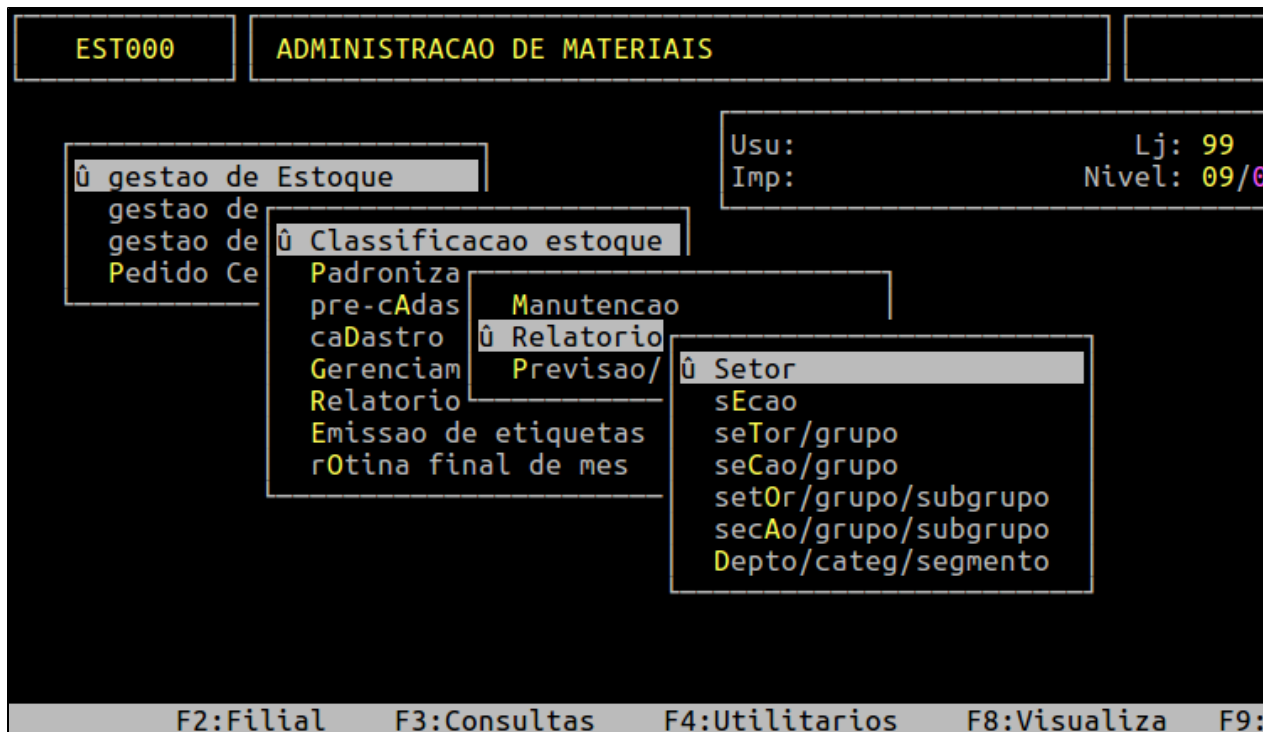 EST000 ADMINISTRACAO DE MATERIAIS
Usu: Lj: 99
Imp: Nivel: 09/0
û gestao de Estoque
gestao de
gestao de
Pedido Ce
û Classificacao estoque
Padroniza
pre-cAdas
caDastro
Gerenciam
Relatorio
Emissao de etiquetas
rOtina final de mes
Manutencao
û Relatorio
Previsao/
û Setor
sEcao
seTor/grupo
seCao/grupo
setOr/grupo/subgrupo
secAo/grupo/subgrupo
Depto/categ/segmento
F2:Filial F3:Consultas F4:Utilitarios F8:Visualiza F9: